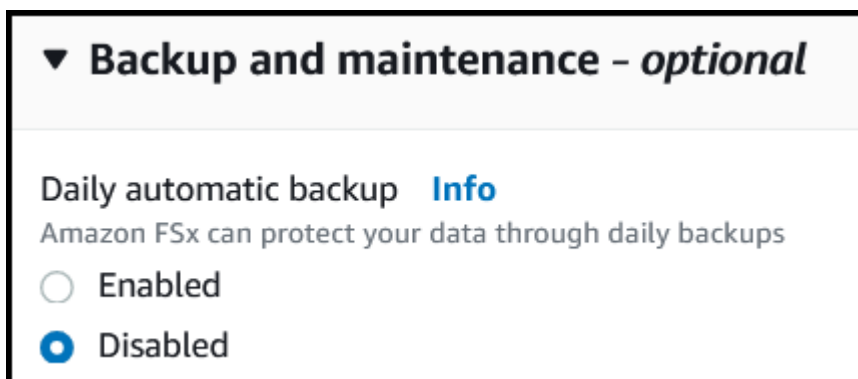 Backup and maintenance - optional
Daily automatic backup Info
Amazon FSx can protect your data through daily backups
Enabled
Disabled